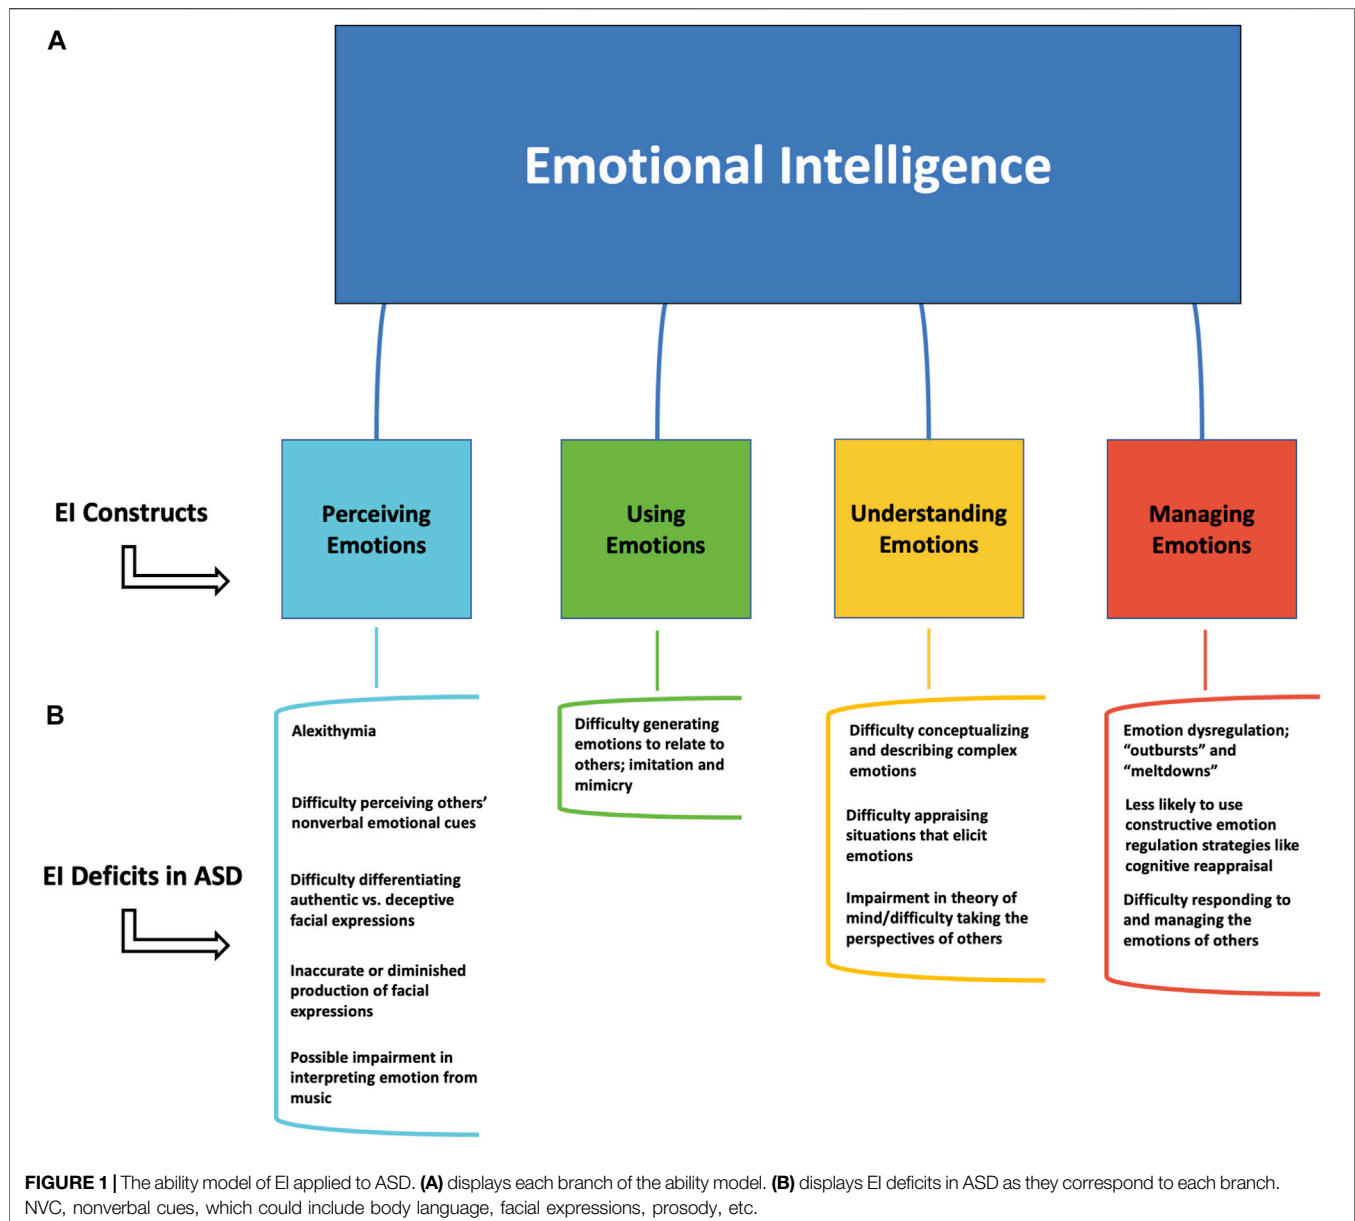 A
Emotional Intelligence
EI Constructs
Perceiving
Emotions
Using
Emotions
Understanding
Emotions
Managing
Emotions
B
EI Deficits in ASD
Alexithymia
Difficulty perceiving others’
nonverbal emotional cues
Difficulty differentiating
authentic vs. deceptive
facial expressions
Inaccurate or diminished
production of facial
expressions
Possible impairment in
interpreting emotion from
music
Difficulty generating
emotions to relate to
others; imitation and
mimicry
Difficulty conceptualizing
and describing complex
emotions
Difficulty appraising
situations that elicit
emotions
Impairment in theory of
mind/difficulty taking the
perspectives of others
Emotion dysregulation;
“outbursts” and
“meltdowns”
Less likely to use
constructive emotion
regulation strategies like
cognitive reappraisal
Difficulty responding to
and managing the
emotions of others
FIGURE 1 | The ability model of EI applied to ASD. (A) displays each branch of the ability model. (B) displays EI deficits in ASD as they correspond to each branch.
NVC, nonverbal cues, which could include body language, facial expressions, prosody, etc.